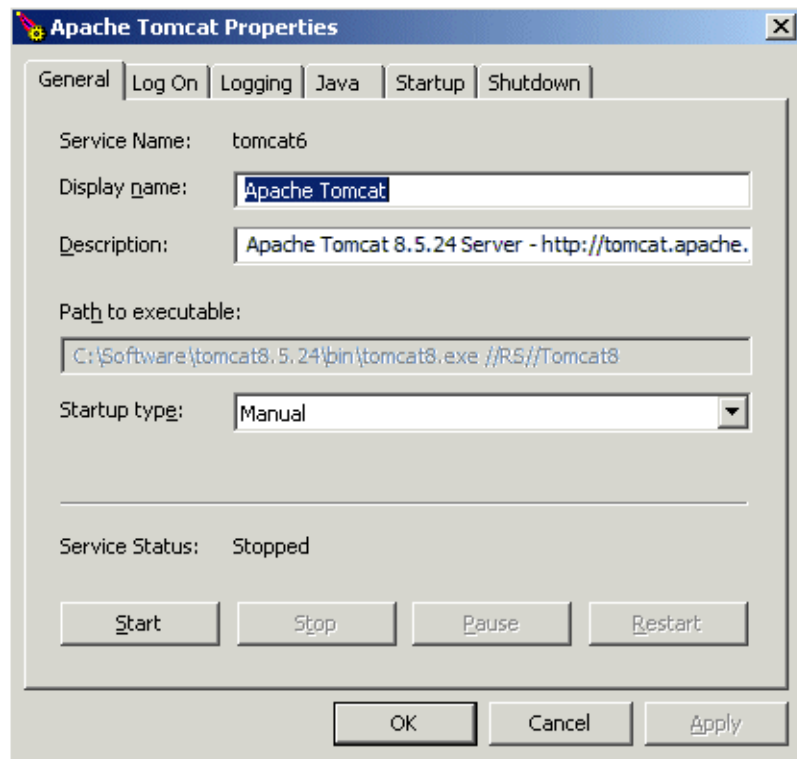 Apache Tomcat Properties
General Log On Logging Java Startup Shutdown
Service Name: tomcat6
Display name: Apache Tomcat
Description: Apache Tomcat 8.5.24 Server - http://tomcat.apache.
Path to executable:
C:\Software\tomcat8.5.24\bin\tomcat8.exe //RS//Tomcat8
Startup type: Manual
Service Status: Stopped
Start Stop Pause Restart
OK Cancel Apply